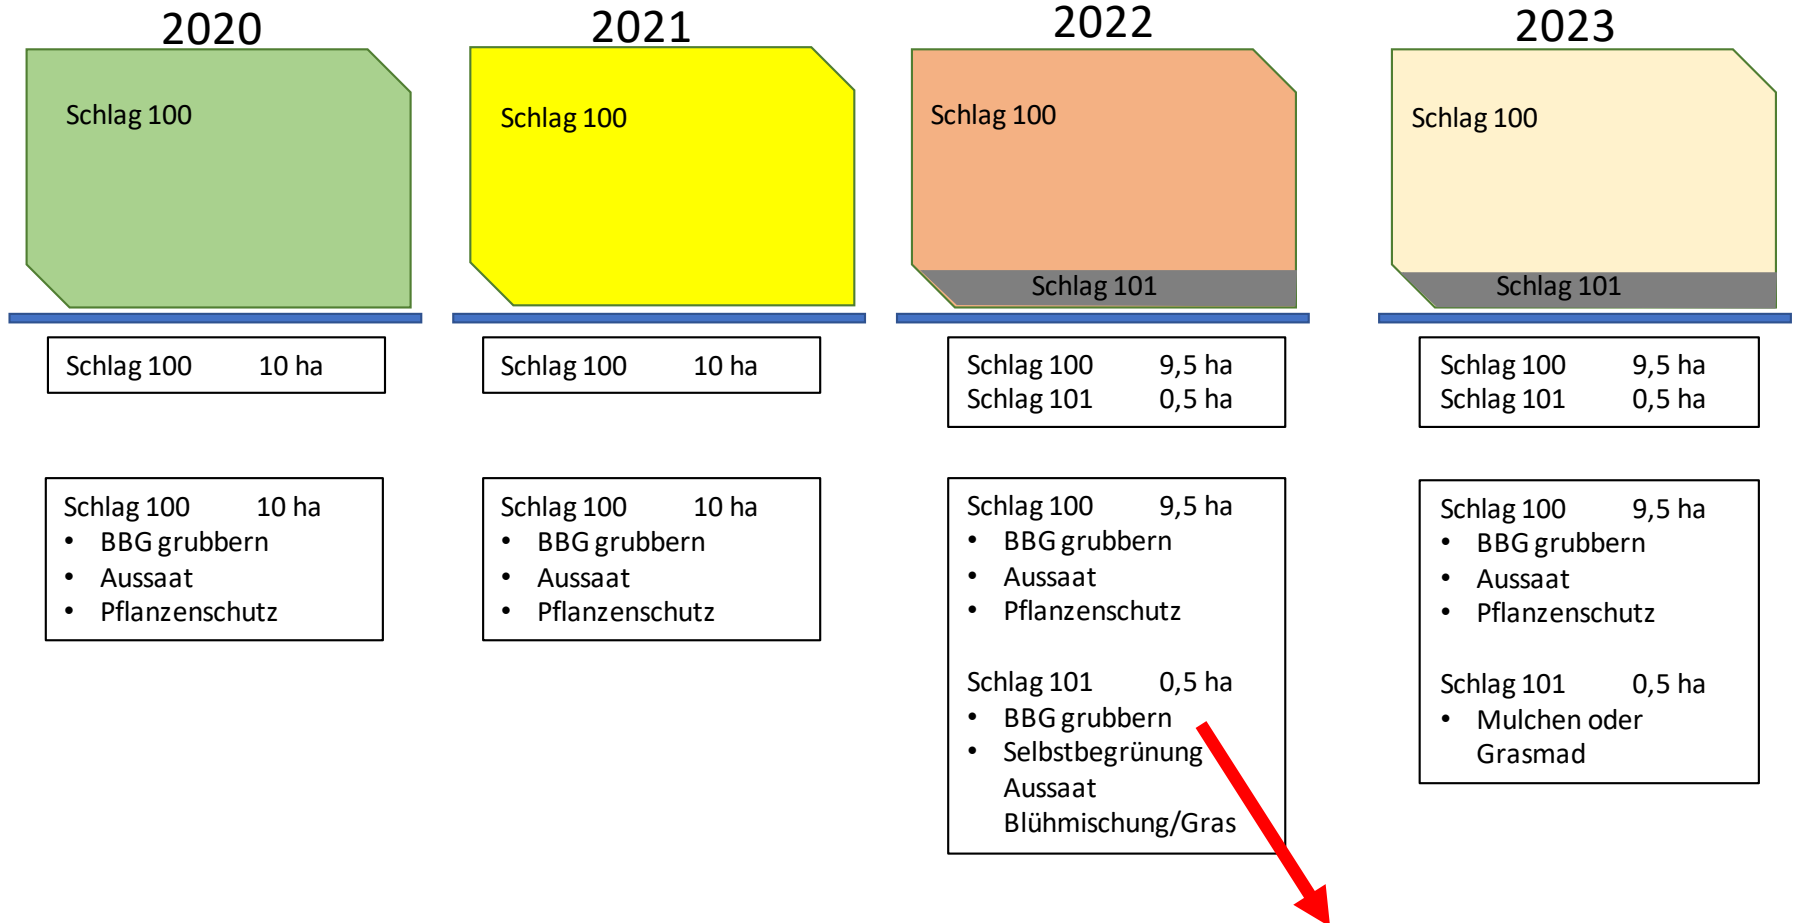 2020
Schlag 100
Schlag 100 10 ha
Schlag 100 10 ha
• BBG grubbern
• Aussaat
• Pflanzenschutz
2021
Schlag 100
Schlag 100 10 ha
Schlag 100 10 ha
• BBG grubbern
• Aussaat
• Pflanzenschutz
2022
Schlag 100
Schlag 101
Schlag 100 9,5 ha
Schlag 101 0,5 ha
Schlag 100 9,5 ha
• BBG grubbern
• Aussaat
• Pflanzenschutz
Schlag 101 0,5 ha
• BBG grubbern
• Selbstbegrünung
Aussaat
Blühmischung/Gras
2023
Schlag 100
Schlag 101
Schlag 100 9,5 ha
Schlag 101 0,5 ha
Schlag 100 9,5 ha
• BBG grubbern
• Aussaat
• Pflanzenschutz
Schlag 101 0,5 ha
• Mulchen oder
Grasmad